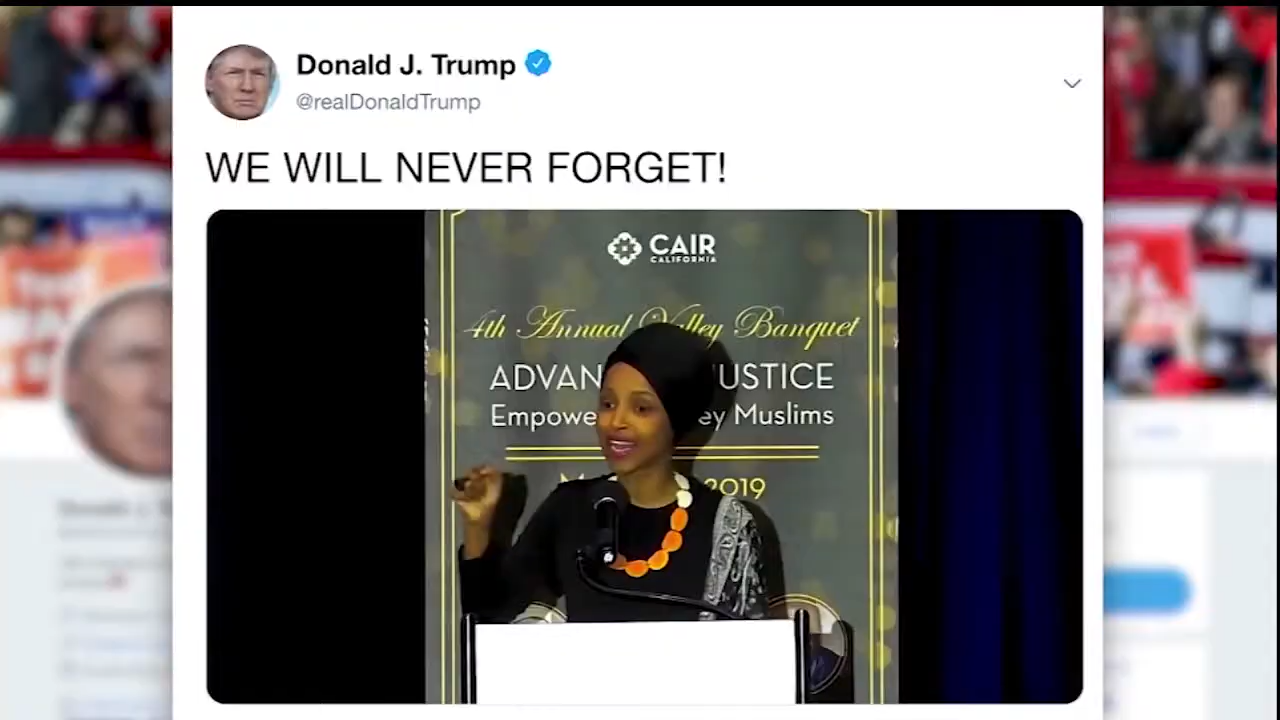 Donald J. Trump
@realDonaldTrump
WE WILL NEVER FORGET!
CAIR
CALIFORNIA
4th Annual Valley Banquet
ADVAN USTICE
Empowe ey Muslims
M 2019